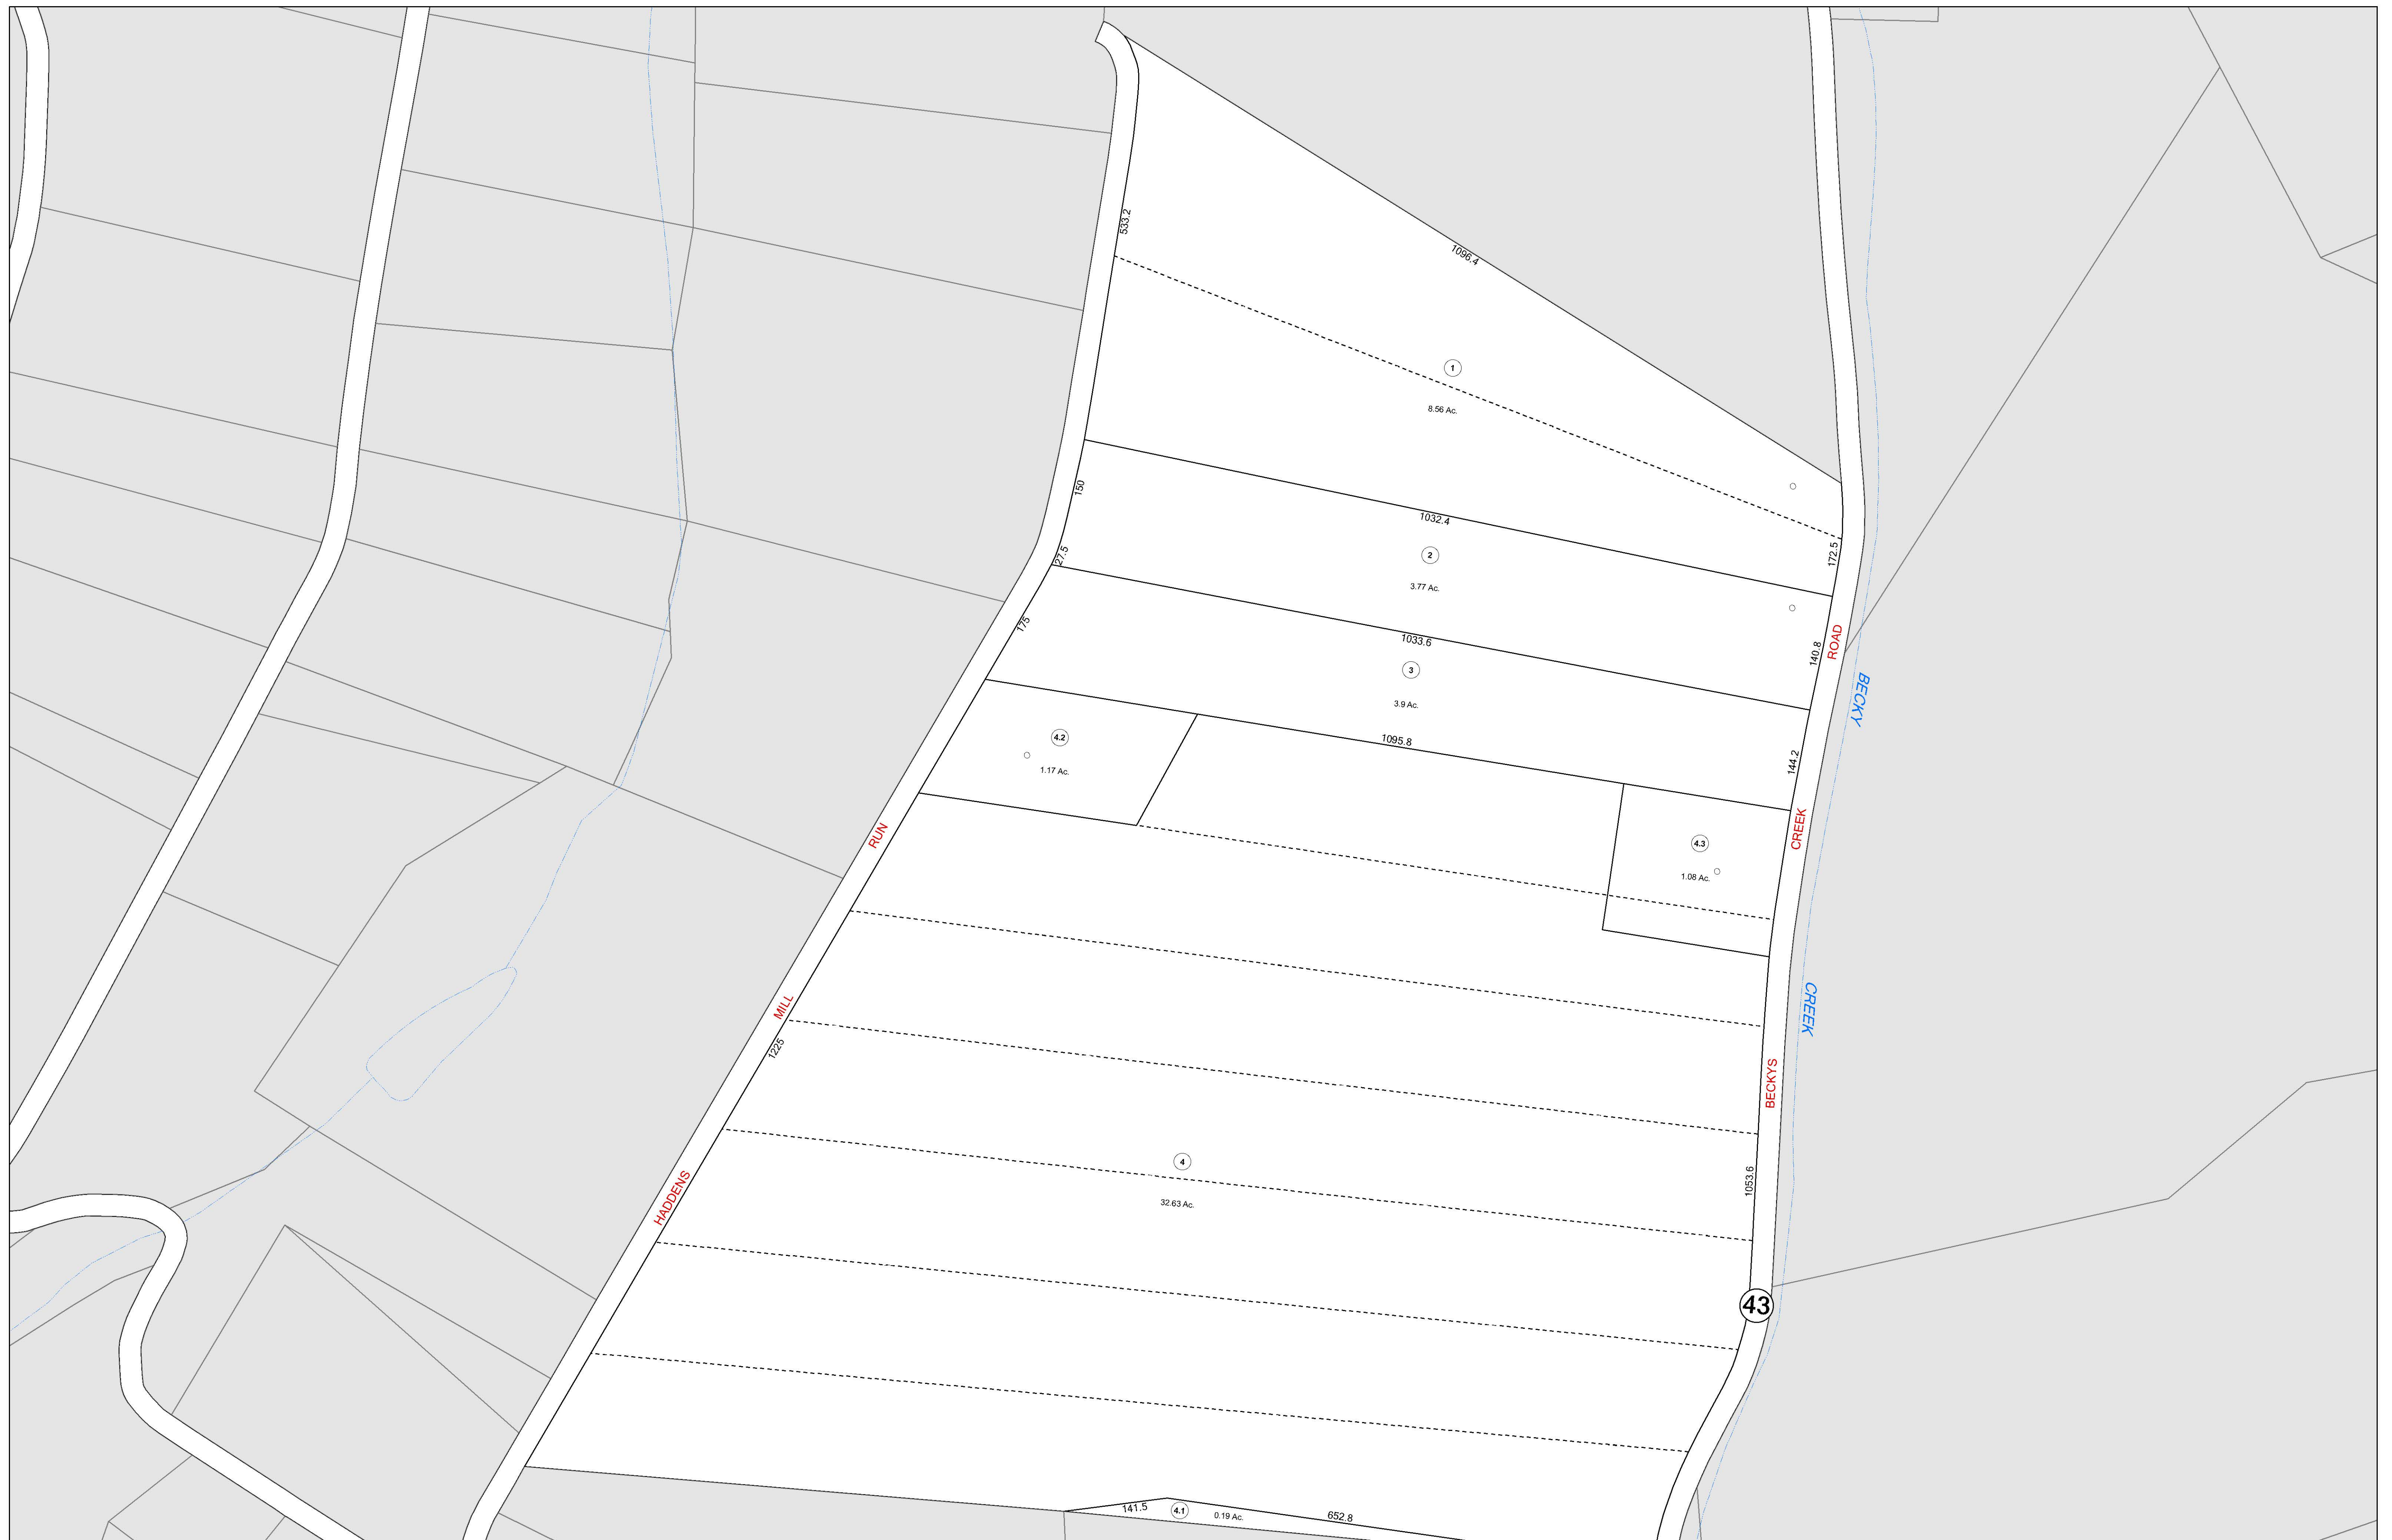 533.2
1096.4
1
8.56 Ac.
150
1032.4
172.5
27.5
2
3.77 Ac.
175
1033.6
140.8
ROAD
3
3.9 Ac.
BECKY
4.2
1.17 Ac.
1095.8
144.2
RUN
CREEK
4.3
1.08 Ac.
MILL
CREEK
1225
BECKYS
4
32.63 Ac.
1053.6
HADDENS
43
141.5
4.1
0.19 Ac.
652.8